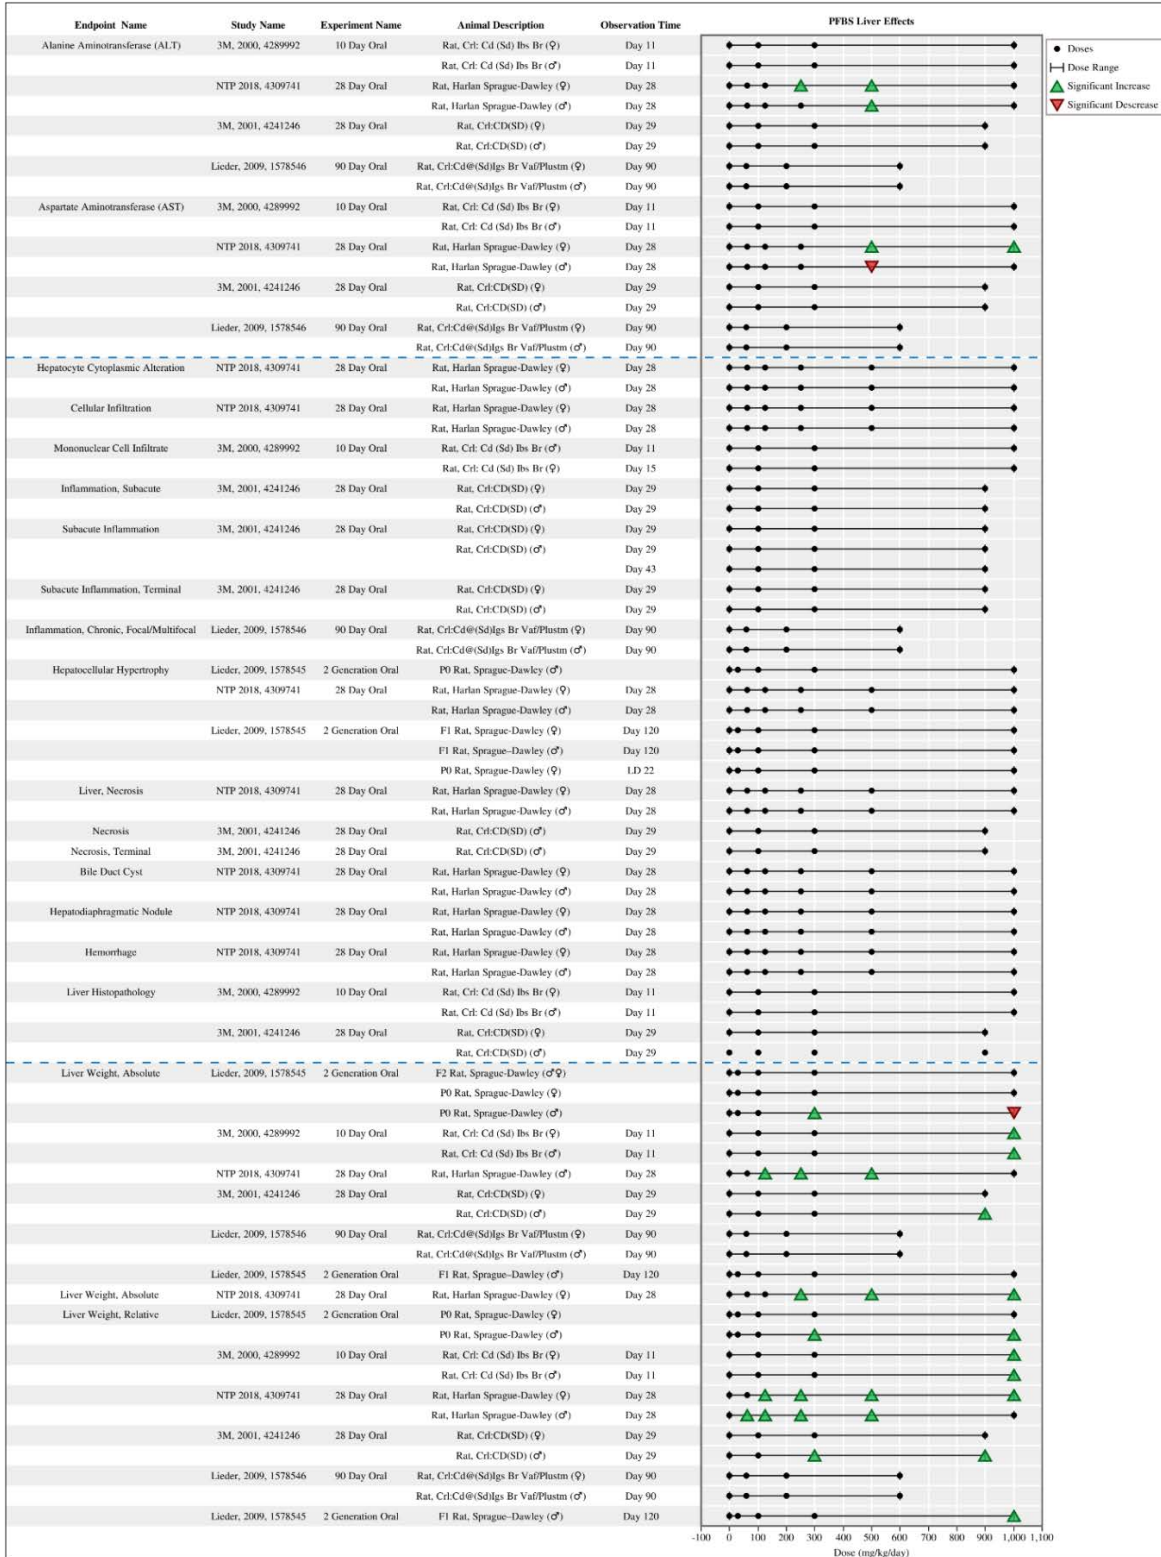 Endpoint Name Study Name Experiment Name Animal Description Observation Time PFBS Liver Effects
Alanine Aminotransferase (ALT) 3M, 2000, 4289992 10 Day Oral Rat, Crl: Cd (Sd) Ibs Br (♀) Day 11
Rat, Crl: Cd (Sd) Ibs Br (♂) Day 11
NTP 2018, 4309741 28 Day Oral Rat, Harlan Sprague-Dawley (♀) Day 28
Rat, Harlan Sprague-Dawley (♂) Day 28
3M, 2001, 4241246 28 Day Oral Rat, Crl:CD(SD) (♀) Day 29
Rat, Crl:CD(SD) (♂) Day 29
Lieder, 2009, 1578546 90 Day Oral Rat, Crl:Cd@(Sd)Igs Br Vaf/Plustm (♀) Day 90
Rat, Crl:Cd@(Sd)Igs Br Vaf/Plustm (♂) Day 90
Aspartate Aminotransferase (AST) 3M, 2000, 4289992 10 Day Oral Rat, Crl: Cd (Sd) Ibs Br (♀) Day 11
Rat, Crl: Cd (Sd) Ibs Br (♂) Day 11
NTP 2018, 4309741 28 Day Oral Rat, Harlan Sprague-Dawley (♀) Day 28
Rat, Harlan Sprague-Dawley (♂) Day 28
3M, 2001, 4241246 28 Day Oral Rat, Crl:CD(SD) (♀) Day 29
Rat, Crl:CD(SD) (♂) Day 29
Lieder, 2009, 1578546 90 Day Oral Rat, Crl:Cd@(Sd)Igs Br Vaf/Plustm (♀) Day 90
Rat, Crl:Cd@(Sd)Igs Br Vaf/Plustm (♂) Day 90
Hepatocyte Cytoplasmic Alteration NTP 2018, 4309741 28 Day Oral Rat, Harlan Sprague-Dawley (♀) Day 28
Rat, Harlan Sprague-Dawley (♂) Day 28
Cellular Infiltration NTP 2018, 4309741 28 Day Oral Rat, Harlan Sprague-Dawley (♀) Day 28
Rat, Harlan Sprague-Dawley (♂) Day 28
Mononuclear Cell Infiltrate 3M, 2000, 4289992 10 Day Oral Rat, Crl: Cd (Sd) Ibs Br (♂) Day 11
Rat, Crl: Cd (Sd) Ibs Br (♀) Day 15
Inflammation, Subacute 3M, 2001, 4241246 28 Day Oral Rat, Crl:CD(SD) (♀) Day 29
Rat, Crl:CD(SD) (♂) Day 29
Subacute Inflammation 3M, 2001, 4241246 28 Day Oral Rat, Crl:CD(SD) (♀) Day 29
Rat, Crl:CD(SD) (♂) Day 29
Day 43
Subacute Inflammation, Terminal 3M, 2001, 4241246 28 Day Oral Rat, Crl:CD(SD) (♀) Day 29
Rat, Crl:CD(SD) (♂) Day 29
Inflammation, Chronic, Focal/Multifocal Lieder, 2009, 1578546 90 Day Oral Rat, Crl:Cd@(Sd)Igs Br Vaf/Plustm (♀) Day 90
Rat, Crl:Cd@(Sd)Igs Br Vaf/Plustm (♂) Day 90
Hepatocellular Hypertrophy Lieder, 2009, 1578545 2 Generation Oral P0 Rat, Sprague-Dawley (♂)
NTP 2018, 4309741 28 Day Oral Rat, Harlan Sprague-Dawley (♀) Day 28
Rat, Harlan Sprague-Dawley (♂) Day 28
Lieder, 2009, 1578545 2 Generation Oral F1 Rat, Sprague-Dawley (♀) Day 120
F1 Rat, Sprague–Dawley (♂) Day 120
P0 Rat, Sprague-Dawley (♀) LD 22
Liver, Necrosis NTP 2018, 4309741 28 Day Oral Rat, Harlan Sprague-Dawley (♀) Day 28
Rat, Harlan Sprague-Dawley (♂) Day 28
Necrosis 3M, 2001, 4241246 28 Day Oral Rat, Crl:CD(SD) (♂) Day 29
Necrosis, Terminal 3M, 2001, 4241246 28 Day Oral Rat, Crl:CD(SD) (♂) Day 29
Bile Duct Cyst NTP 2018, 4309741 28 Day Oral Rat, Harlan Sprague-Dawley (♀) Day 28
Rat, Harlan Sprague-Dawley (♂) Day 28
Hepatodiaphragmatic Nodule NTP 2018, 4309741 28 Day Oral Rat, Harlan Sprague-Dawley (♀) Day 28
Rat, Harlan Sprague-Dawley (♂) Day 28
Hemorrhage NTP 2018, 4309741 28 Day Oral Rat, Harlan Sprague-Dawley (♀) Day 28
Rat, Harlan Sprague-Dawley (♂) Day 28
Liver Histopathology 3M, 2000, 4289992 10 Day Oral Rat, Crl: Cd (Sd) Ibs Br (♀) Day 11
Rat, Crl: Cd (Sd) Ibs Br (♂) Day 11
3M, 2001, 4241246 28 Day Oral Rat, Crl:CD(SD) (♀) Day 29
Rat, Crl:CD(SD) (♂) Day 29
Liver Weight, Absolute Lieder, 2009, 1578545 2 Generation Oral F2 Rat, Sprague-Dawley (♂♀)
P0 Rat, Sprague-Dawley (♀)
P0 Rat, Sprague-Dawley (♂)
3M, 2000, 4289992 10 Day Oral Rat, Crl: Cd (Sd) Ibs Br (♀) Day 11
Rat, Crl: Cd (Sd) Ibs Br (♂) Day 11
NTP 2018, 4309741 28 Day Oral Rat, Harlan Sprague-Dawley (♂) Day 28
3M, 2001, 4241246 28 Day Oral Rat, Crl:CD(SD) (♀) Day 29
Rat, Crl:CD(SD) (♂) Day 29
Lieder, 2009, 1578546 90 Day Oral Rat, Crl:Cd@(Sd)Igs Br Vaf/Plustm (♀) Day 90
Rat, Crl:Cd@(Sd)Igs Br Vaf/Plustm (♂) Day 90
Lieder, 2009, 1578545 2 Generation Oral F1 Rat, Sprague–Dawley (♂) Day 120
Liver Weight, Absolute NTP 2018, 4309741 28 Day Oral Rat, Harlan Sprague-Dawley (♀) Day 28
Liver Weight, Relative Lieder, 2009, 1578545 2 Generation Oral P0 Rat, Sprague-Dawley (♀)
P0 Rat, Sprague-Dawley (♂)
3M, 2000, 4289992 10 Day Oral Rat, Crl: Cd (Sd) Ibs Br (♀) Day 11
Rat, Crl: Cd (Sd) Ibs Br (♂) Day 11
NTP 2018, 4309741 28 Day Oral Rat, Harlan Sprague-Dawley (♀) Day 28
Rat, Harlan Sprague-Dawley (♂) Day 28
3M, 2001, 4241246 28 Day Oral Rat, Crl:CD(SD) (♀) Day 29
Rat, Crl:CD(SD) (♂) Day 29
Lieder, 2009, 1578546 90 Day Oral Rat, Crl:Cd@(Sd)Igs Br Vaf/Plustm (♀) Day 90
Rat, Crl:Cd@(Sd)Igs Br Vaf/Plustm (♂) Day 90
Lieder, 2009, 1578545 2 Generation Oral F1 Rat, Sprague–Dawley (♂) Day 120
-100 0 100 200 300 400 500 600 700 800 900 1,000 1,100
Dose (mg/kg/day)
Doses
Dose Range
Significant Increase
Significant Descrease